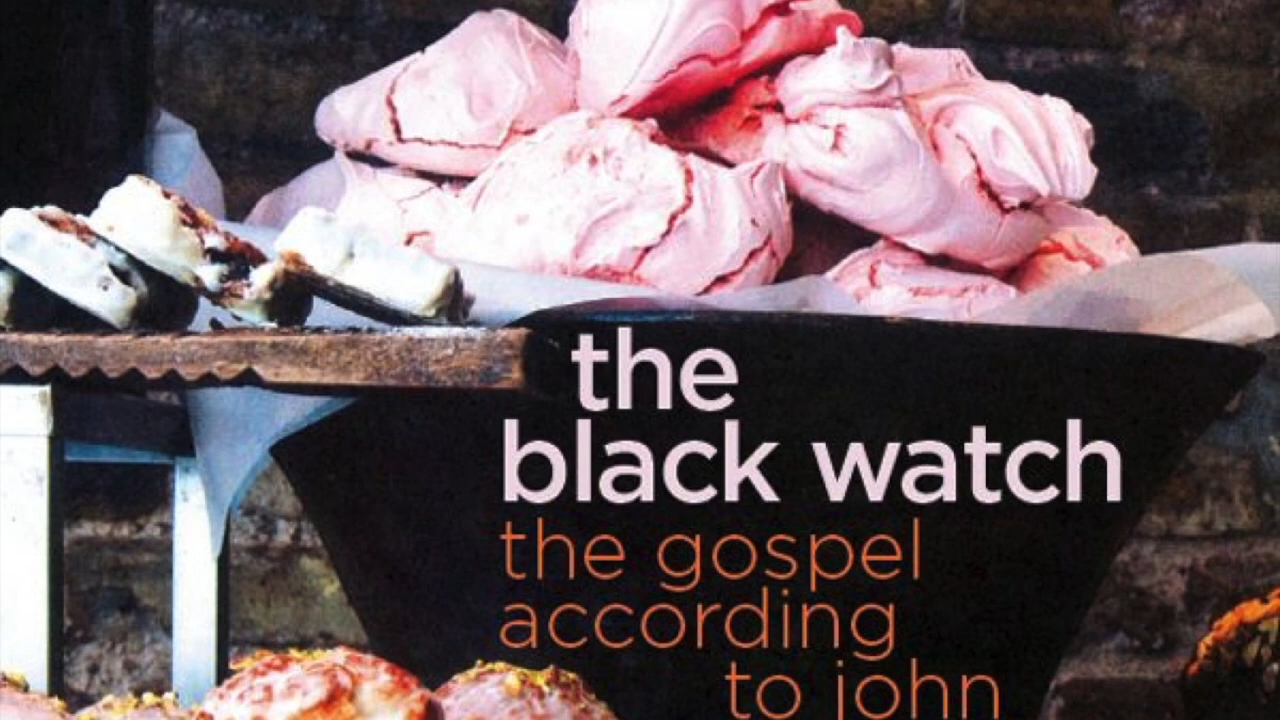 the
black watch
the gospel
according
to john